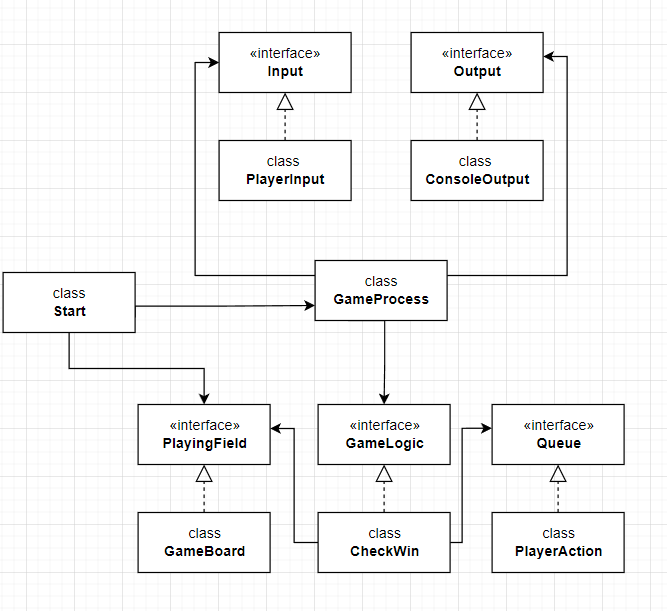 «interface»
Input
«interface»
Output
class
PlayerInput
class
ConsoleOutput
class
GameProcess
class
Start
«interface»
PlayingField
«interface»
GameLogic
«interface»
Queue
class
GameBoard
class
CheckWin
class
PlayerAction